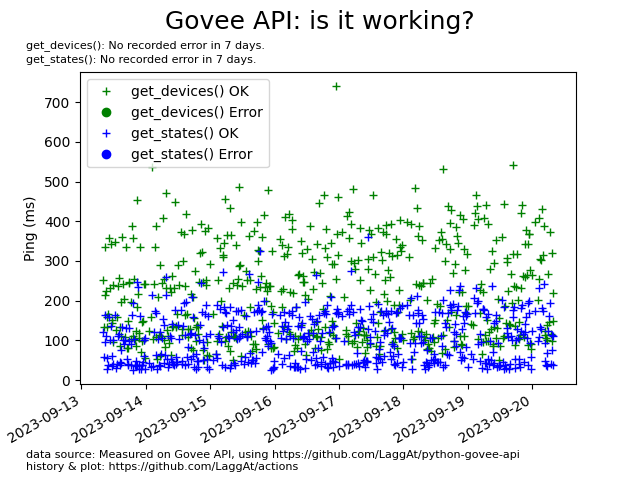 Govee API: is it working?
get_devices(): No recorded error in 7 days.
get_states(): No recorded error in 7 days.
get_devices() OK
get_devices() Error
get_states() OK
get_states() Error
Ping (ms)
700
600
500
400
300
200
100
0
2023-09-13
2023-09-14
2023-09-15
2023-09-16
2023-09-17
2023-09-18
2023-09-19
2023-09-20
data source: Measured on Govee API, using https://github.com/LaggAt/python-govee-api
history & plot: https://github.com/LaggAt/actions